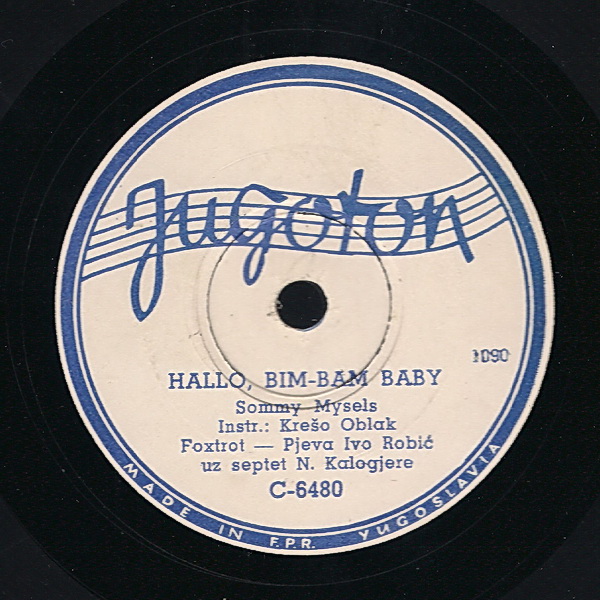 Jugoton
1090
HALLO, BIM-BAM BABY
Sommy Mysels
Instr.: Krešo Oblak
Foxtrot — Pjeva Ivo Robić
uz septet N. Kalogjere
C-6480
MADE IN F.P.R. YUGOSLAVIA